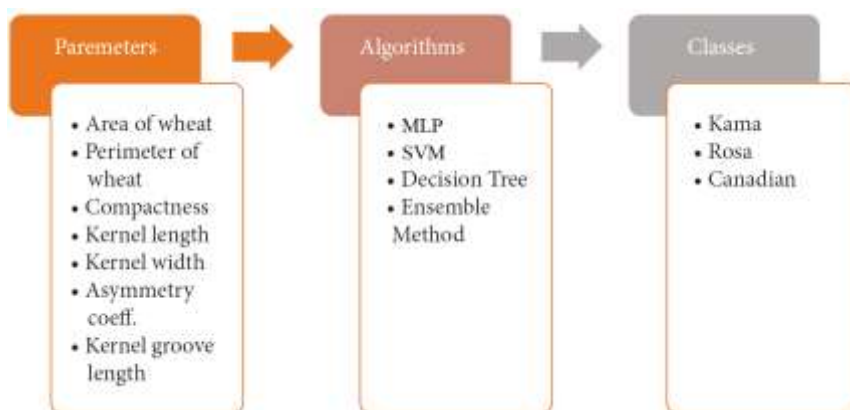 Paremeters
• Area of wheat
• Perimeter of
wheat
• Compactness
• Kernel length
• Kernel width
• Asymmetry
coeff.
• Kernel groove
length
Algorithms
• MLP
• SVM
• Decision Tree
• Ensemble
Method
Classes
• Kama
• Rosa
• Canadian